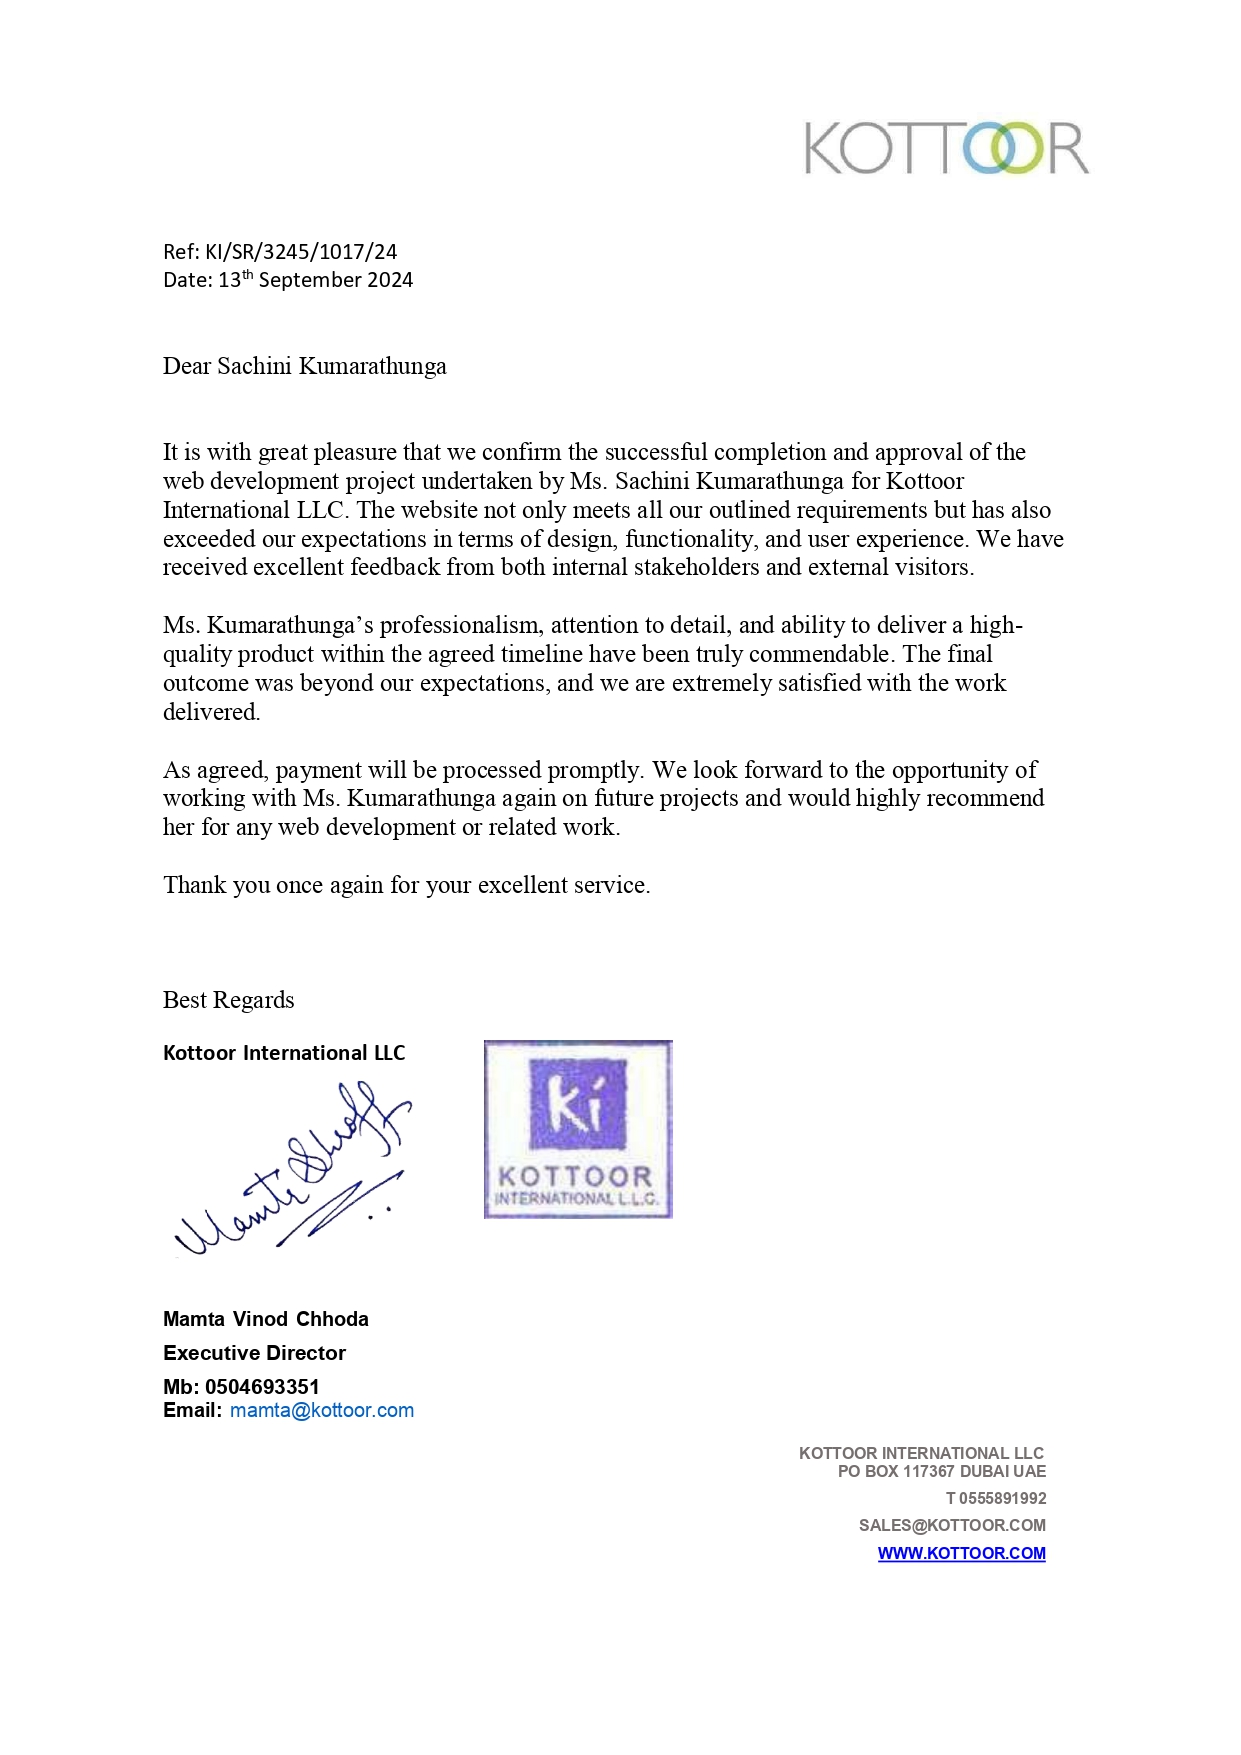 KOTTOOR
Ref: KI/SR/3245/1017/24
Date: 13th September 2024
Dear Sachini Kumarathunga
It is with great pleasure that we confirm the successful completion and approval of the
web development project undertaken by Ms. Sachini Kumarathunga for Kottoor
International LLC. The website not only meets all our outlined requirements but has also
exceeded our expectations in terms of design, functionality, and user experience. We have
received excellent feedback from both internal stakeholders and external visitors.
Ms. Kumarathunga’s professionalism, attention to detail, and ability to deliver a high-
quality product within the agreed timeline have been truly commendable. The final
outcome was beyond our expectations, and we are extremely satisfied with the work
delivered.
As agreed, payment will be processed promptly. We look forward to the opportunity of
working with Ms. Kumarathunga again on future projects and would highly recommend
her for any web development or related work.
Thank you once again for your excellent service.
Best Regards
Kottoor International LLC
Mamta Shroff
Ki
KOTTOOR
INTERNATIONAL L.L.C.
Mamta Vinod Chhoda
Executive Director
Mb: 0504693351
Email: mamta@kottoor.com
KOTTOOR INTERNATIONAL LLC
PO BOX 117367 DUBAI UAE
T 0555891992
SALES@KOTTOOR.COM
WWW.KOTTOOR.COM